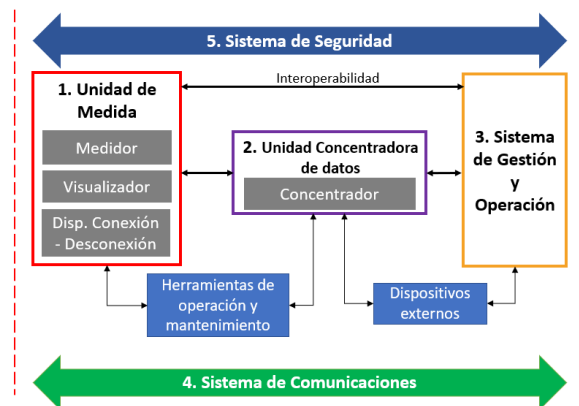 5. Sistema de Seguridad
Interoperabilidad
1. Unidad de
Medida
Medidor
Visualizador
Disp. Conexión
- Desconexión
2. Unidad Concentradora
de datos
Concentrador
3. Sistema
de Gestión
y
Operación
Herramientas de
operación y
mantenimiento
Dispositivos
externos
4. Sistema de Comunicaciones